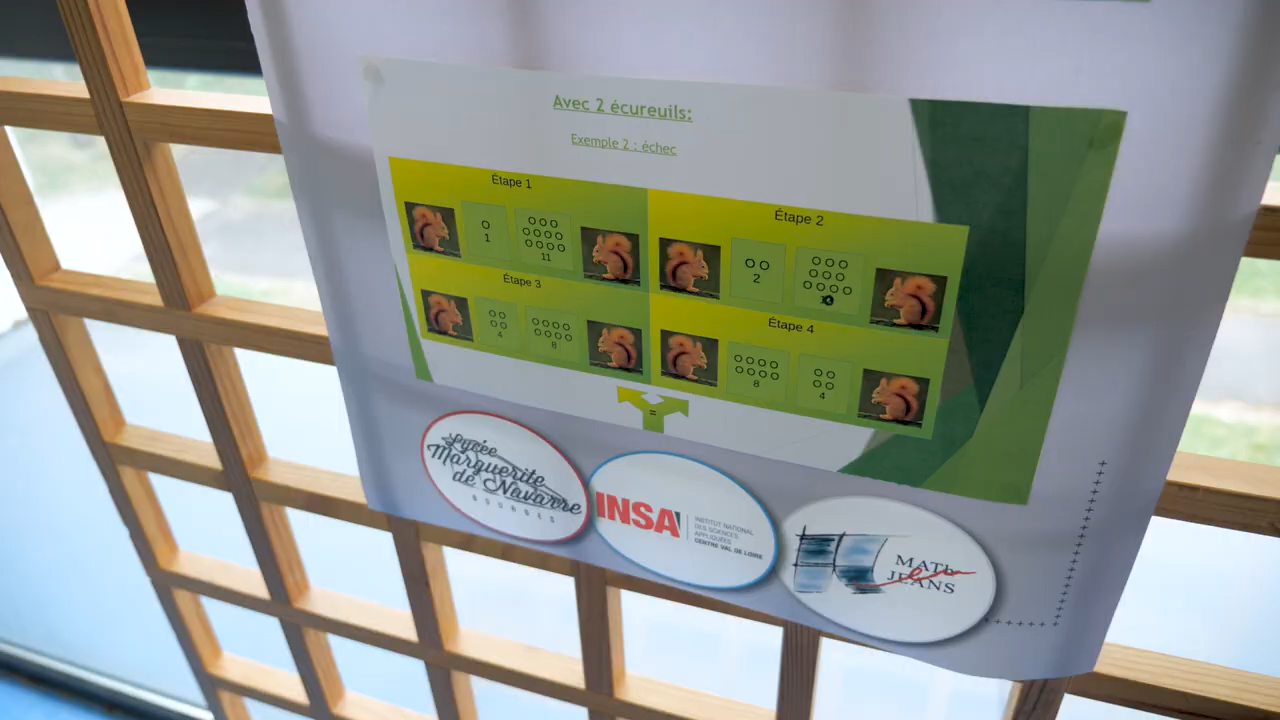 Avec 2 écureuils:
Exemple 2 : échec
Étape 1
1
11
Étape 2
2
Étape 3
4
8
Étape 4
8
4
=
Lycée
Marguerite
de Navarre
BOURGES
INSA
INSTITUT NATIONAL
DES SCIENCES
APPLIQUÉES
CENTRE VAL DE LOIRE
MATh
en
JEANS